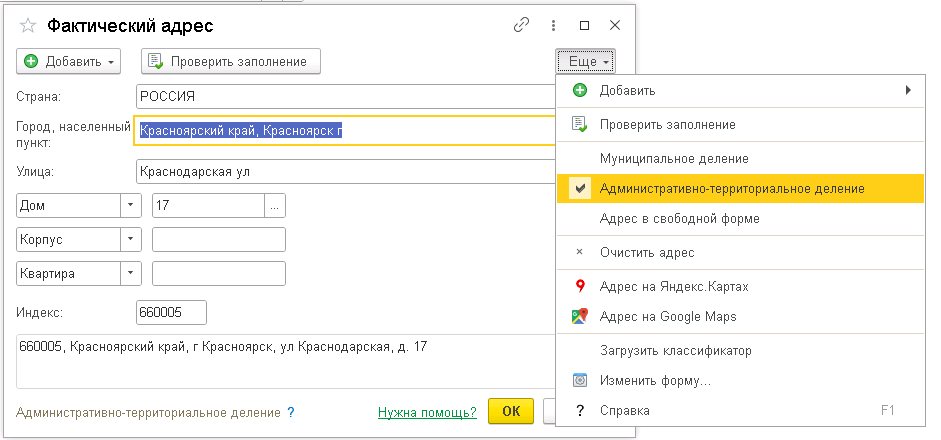 Фактический адрес
Добавить
Проверить заполнение
Еще
Страна:
РОССИЯ
Город, населенный
пункт:
Красноярский край, Красноярск г
Улица:
Краснодарская ул
Дом
17
...
Корпус
Квартира
Индекс:
660005
660005, Красноярский край, г Красноярск, ул Краснодарская, д. 17
Административно-территориальное деление ?
Нужна помощь?
ОК
Добавить
Проверить заполнение
Муниципальное деление
Административно-территориальное деление
Адрес в свободной форме
Очистить адрес
Адрес на Яндекс.Картах
Адрес на Google Maps
Загрузить классификатор
Изменить форму...
? Справка F1